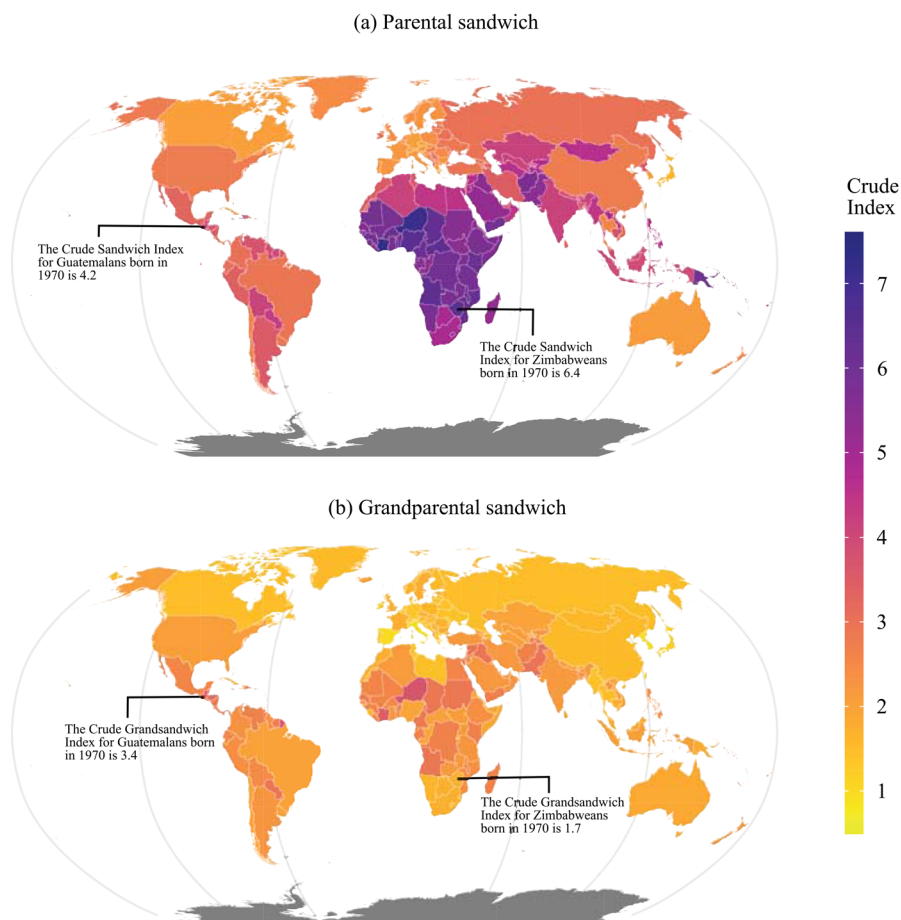 (a) Parental sandwich
Crude
Index
The Crude Sandwich Index
for Guatemalans born in
1970 is 4.2
The Crude Sandwich
Index for Zimbabweans
born in 1970 is 6.4
7
6
5
4
3
2
1
(b) Grandparental sandwich
The Crude Grandsandwich
Index for Guatemalans born
in 1970 is 3.4
The Crude Grandsandwich
Index for Zimbabweans
born in 1970 is 1.7